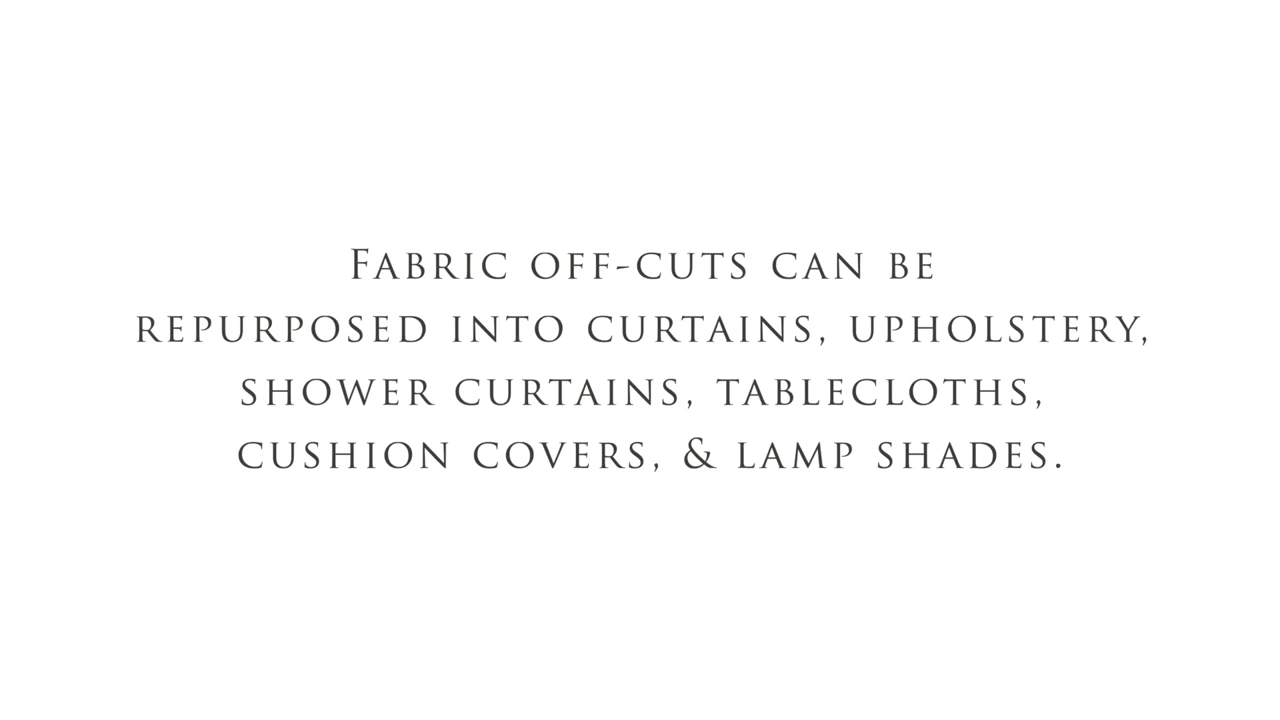 Fabric off-cuts can be
repurposed into curtains, upholstery,
shower curtains, tablecloths,
cushion covers, & lamp shades.